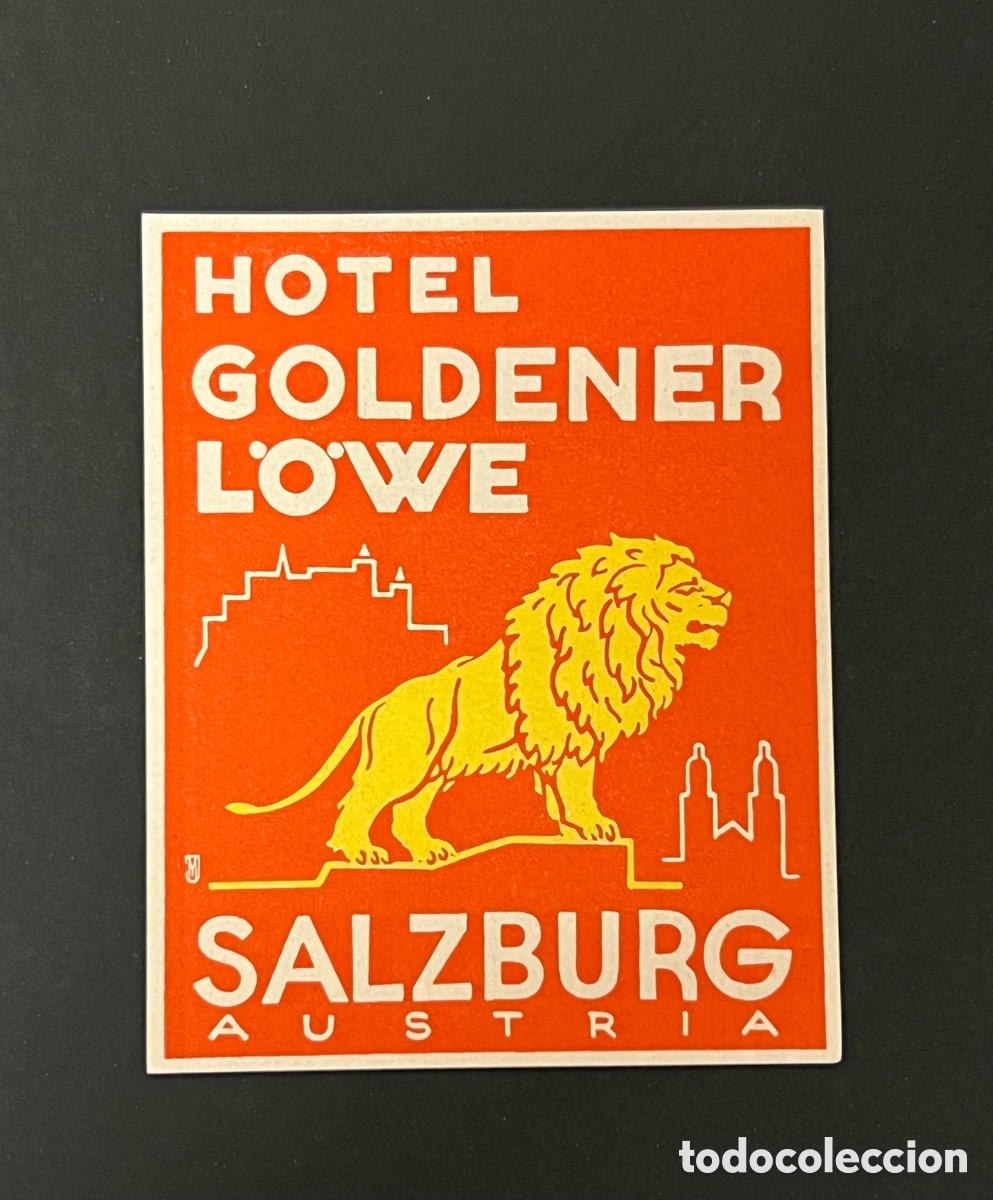 HOTEL
GOLDENER
LÖWE
SALZBURG
AUSTRIA
todocoleccion